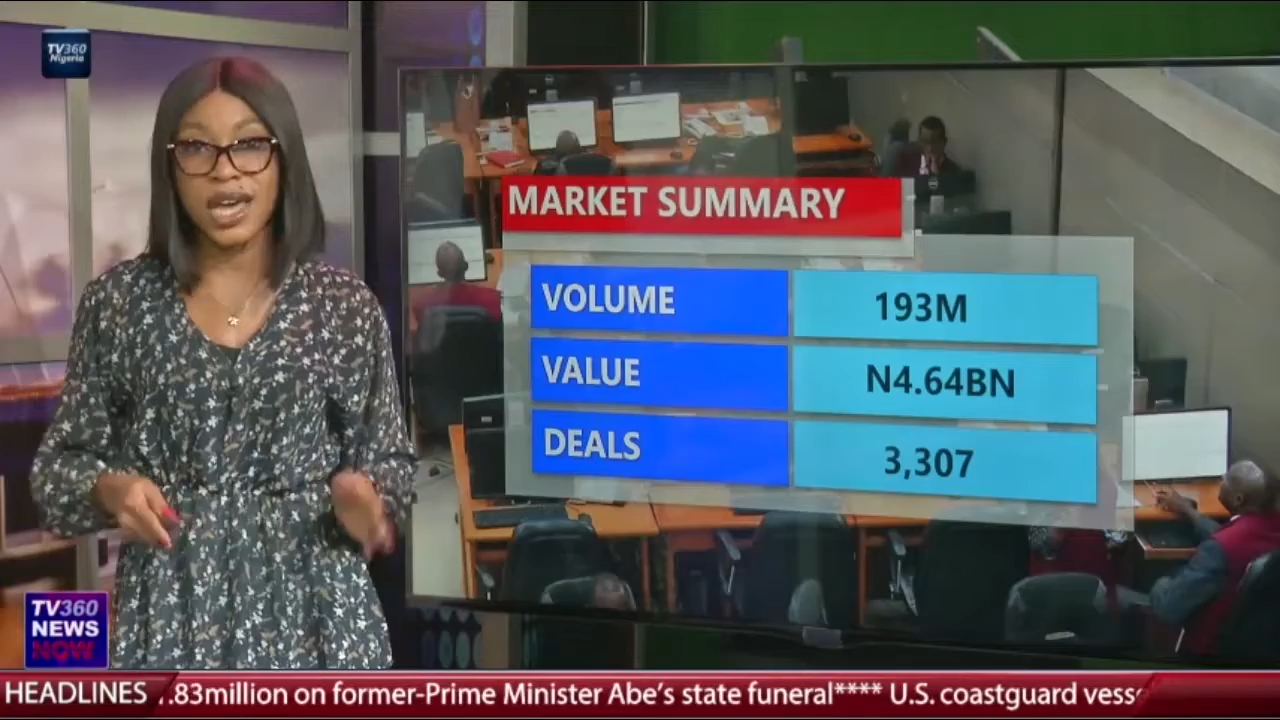 TV360
Nigeria
MARKET SUMMARY
VOLUME 193M
VALUE N4.64BN
DEALS 3,307
TV360
NEWS
NOW
HEADLINES .83million on former-Prime Minister Abe's state funeral**** U.S. coastguard